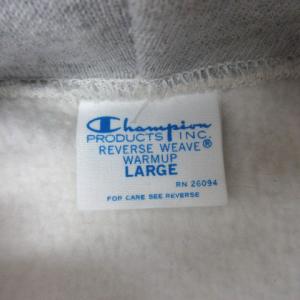 Champion
PRODUCTS INC.
REVERSE WEAVE®
WARMUP
LARGE
RN 26094
FOR CARE SEE REVERSE